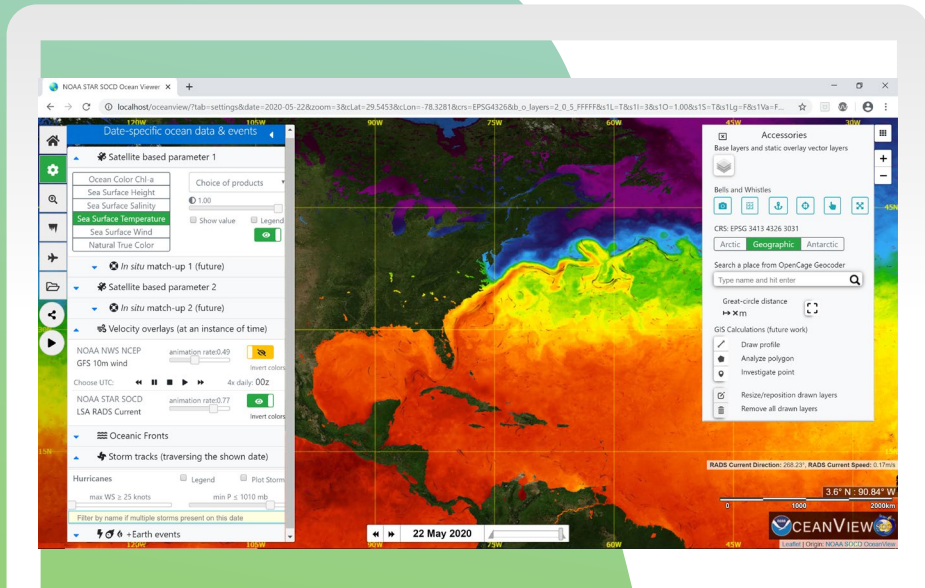 NOAA STAR SOCD Ocean Viewer
localhost/oceanview/?tab=settings&date=2020-05-22&zoom=3&cLat=29.5453&cLon=-78.3281&crs=EPSG4326&b_o_layers=2_0_5_FFFFF&s1L=T&s1I=3&s1O=1.00&s1S=T&s1Lg=F&s1Va=F...
120W 105W 90W 75W 60W 45W 30W
Date-specific ocean data & events
Satellite based parameter 1
Ocean Color Chl-a
Sea Surface Height
Sea Surface Salinity
Sea Surface Temperature
Sea Surface Wind
Natural True Color
Choice of products
1.00
Show value Legend
In situ match-up 1 (future)
Satellite based parameter 2
In situ match-up 2 (future)
Velocity overlays (at an instance of time)
NOAA NWS NCEP animation rate:0.49
GFS 10m wind Invert colors
Choose UTC: 4x daily: 00z
NOAA STAR SOCD animation rate:0.77
LSA RADS Current Invert colors
Oceanic Fronts
Storm tracks (traversing the shown date)
Hurricanes Legend Plot Storm
max WS ≥ 25 knots min P ≤ 1010 mb
Filter by name if multiple storms present on this date
+Earth events
Accessories
Base layers and static overlay vector layers
Bells and Whistles
CRS: EPSG 3413 4326 3031
Arctic Geographic Antarctic
Search a place from OpenCage Geocoder
Type name and hit enter
Great-circle distance
m
GIS Calculations (future work)
Draw profile
Analyze polygon
Investigate point
Resize/reposition drawn layers
Remove all drawn layers
45N
15N
RADS Current Direction: 268.23°, RADS Current Speed: 0.17m/s
3.6° N : 90.84° W
0 1000 2000km
OCEANVIEW
22 May 2020
120W 105W 90W 75W 60W 45W
Leaflet | Origin: NOAA SOCD OceanView